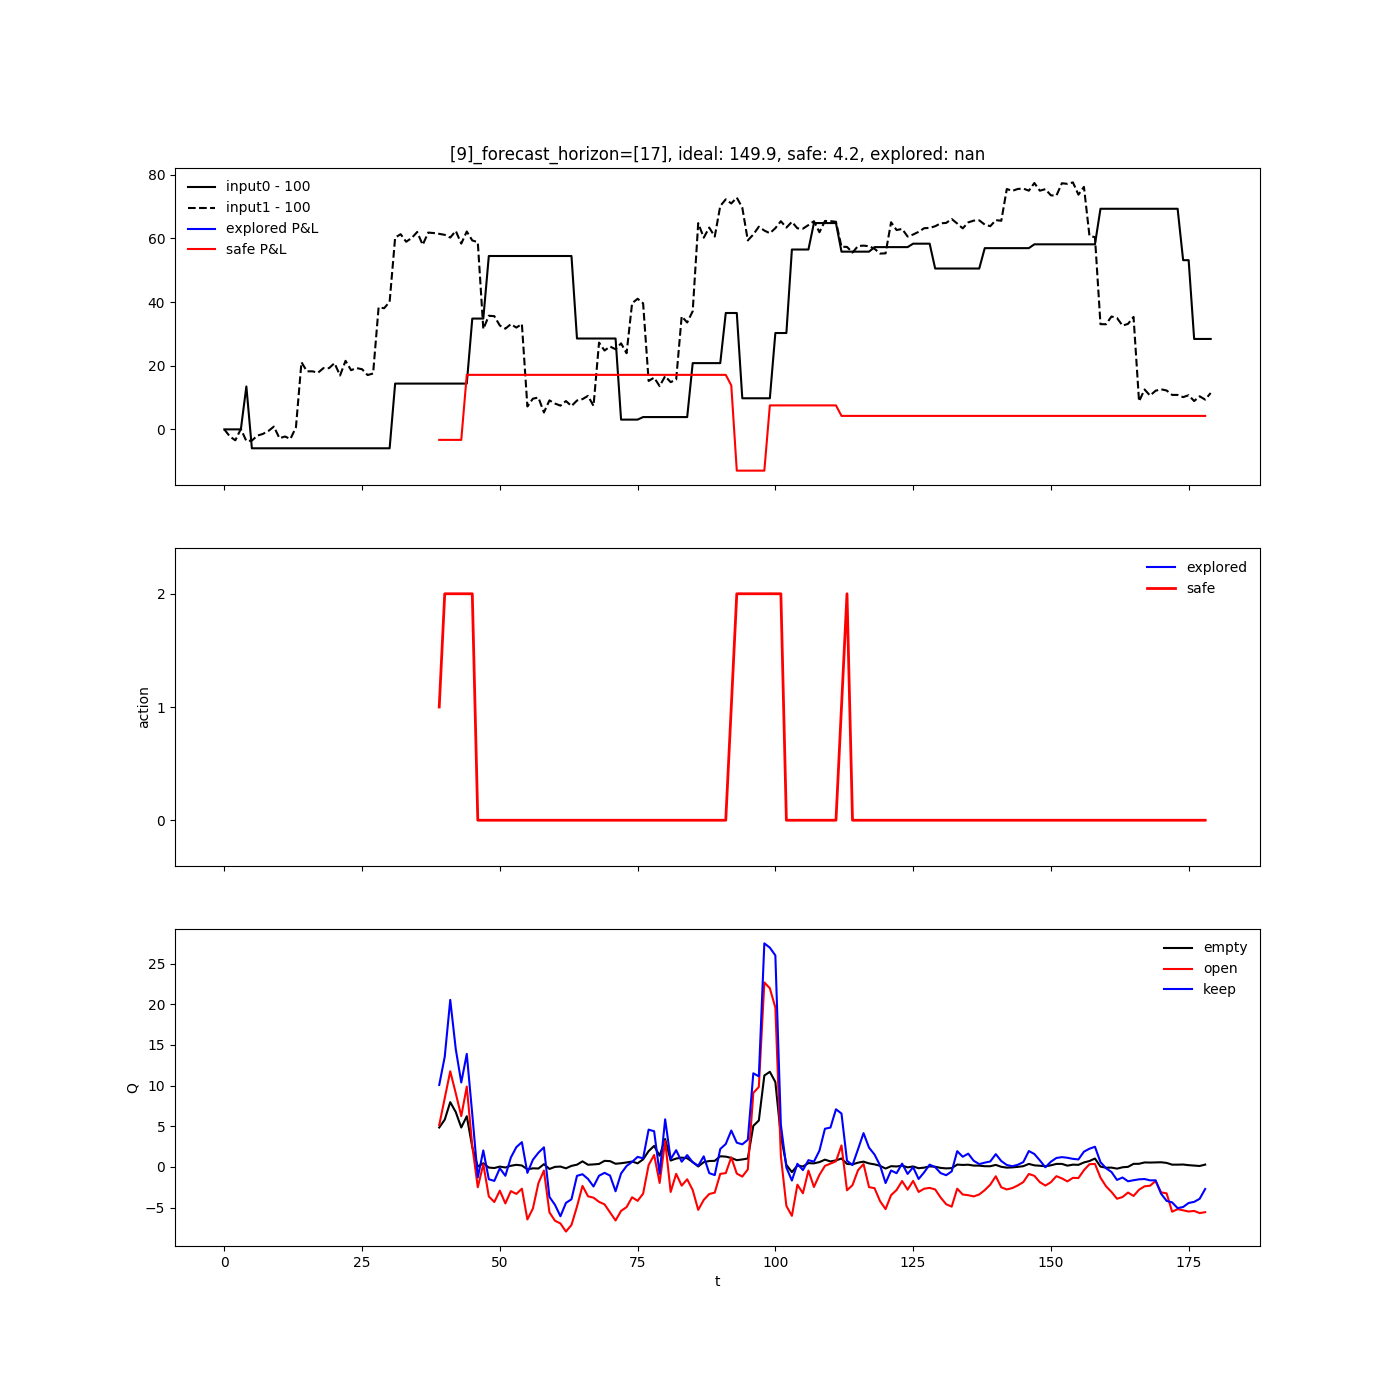 [9]_forecast_horizon=[17], ideal: 149.9, safe: 4.2, explored: nan
80
60
40
20
0
input0 - 100
input1 - 100
explored P&L
safe P&L
2
1
0
action
explored
safe
25
20
15
10
5
0
−5
Q
empty
open
keep
0 25 50 75 100 125 150 175
t